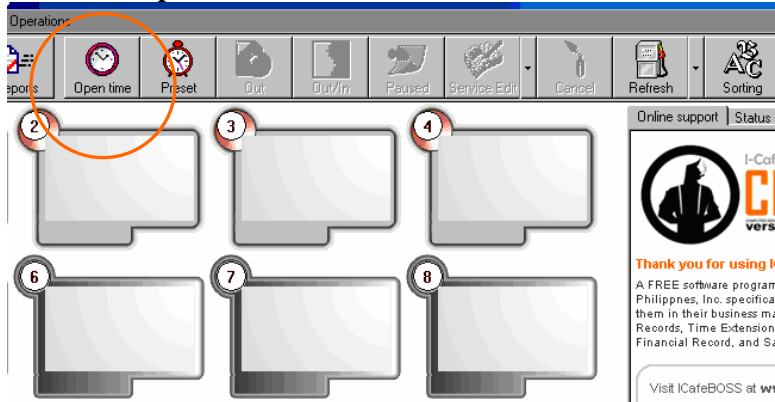 Operations
eports
Open time
Preset
Out
Out/In
Paused
Service Edit
Cancel
Refresh
Sorting
2
3
4
6
7
8
Online support
Status
I-Caf
vers
Thank you for using I
A FREE software program
Philippnes, Inc. specifica
them in their business ma
Records, Time Extension
Financial Record, and Sa
Visit ICafeBOSS at w